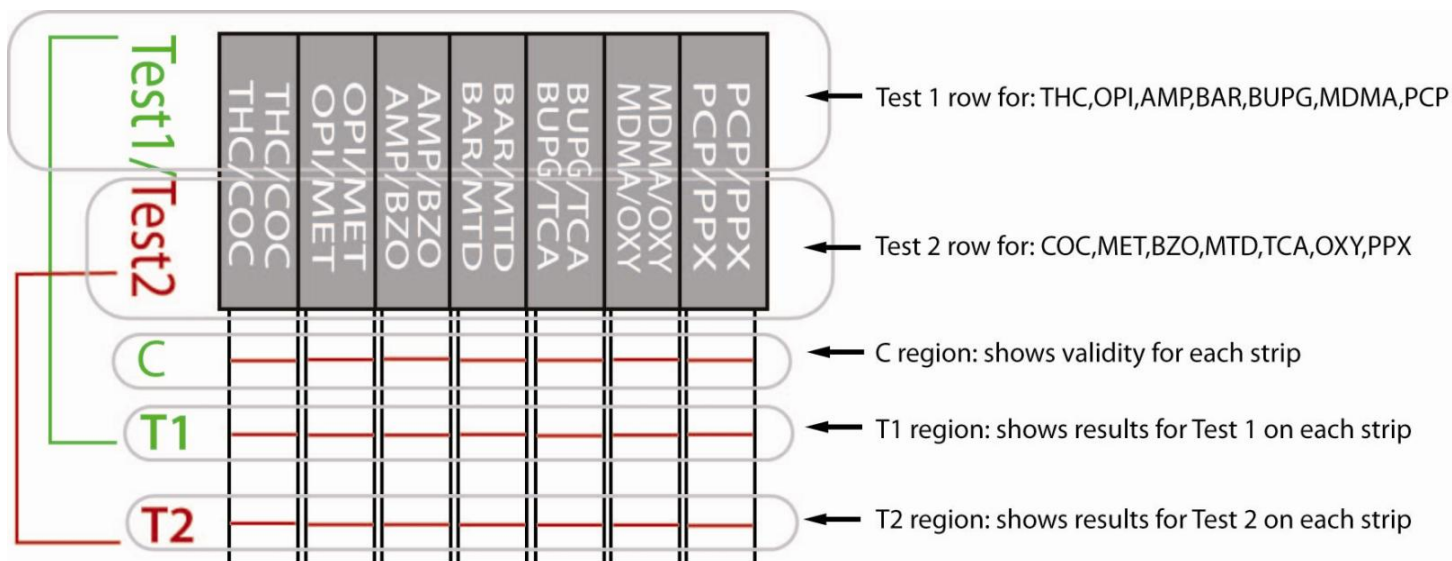 Test1/Test2
THC/COC
THC/COC
OPI/MET
OPI/MET
AMP/BZO
AMP/BZO
BAR/MTD
BAR/MTD
BUPG/TCA
BUPG/TCA
MDMA/OXY
MDMA/OXY
PCP/PPX
PCP/PPX
Test 1 row for: THC,OPI,AMP,BAR,BUPG,MDMA,PCP
Test 2 row for: COC,MET,BZO,MTD,TCA,OXY,PPX
C
C region: shows validity for each strip
T1
T1 region: shows results for Test 1 on each strip
T2
T2 region: shows results for Test 2 on each strip